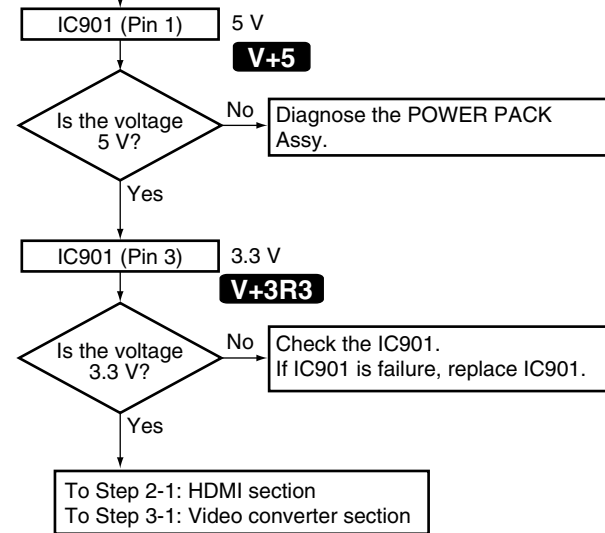 IC901 (Pin 1) 5 V
V+5
Is the voltage
5 V?
No
Diagnose the POWER PACK
Assy.
Yes
IC901 (Pin 3) 3.3 V
V+3R3
Is the voltage
3.3 V?
No
Check the IC901.
If IC901 is failure, replace IC901.
Yes
To Step 2-1: HDMI section
To Step 3-1: Video converter section